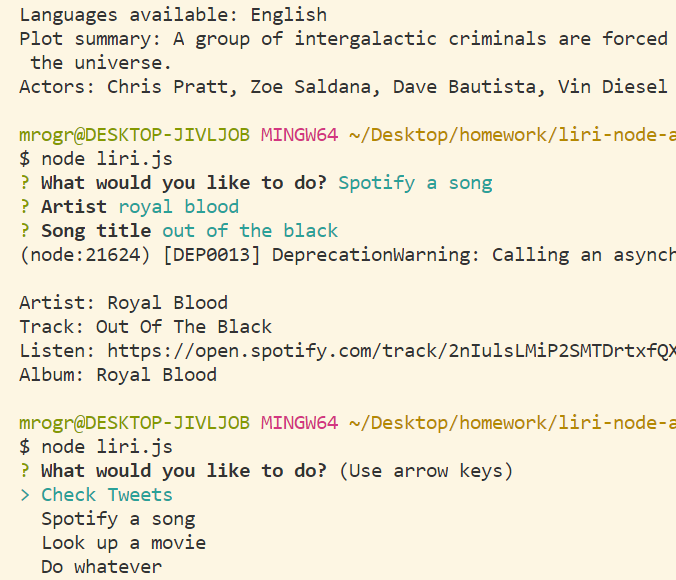 Languages available: English
Plot summary: A group of intergalactic criminals are forced
the universe.
Actors: Chris Pratt, Zoe Saldana, Dave Bautista, Vin Diesel
mrogr@DESKTOP-JIVLJOB MINGW64 ~/Desktop/homework/liri-node-a
$ node liri.js
? What would you like to do? Spotify a song
? Artist royal blood
? Song title out of the black
(node:21624) [DEP0013] DeprecationWarning: Calling an asynch
Artist: Royal Blood
Track: Out Of The Black
Listen: https://open.spotify.com/track/2nIulsLMiP2SMTDrtxfQX
Album: Royal Blood
mrogr@DESKTOP-JIVLJOB MINGW64 ~/Desktop/homework/liri-node-a
$ node liri.js
? What would you like to do? (Use arrow keys)
> Check Tweets
Spotify a song
Look up a movie
Do whatever